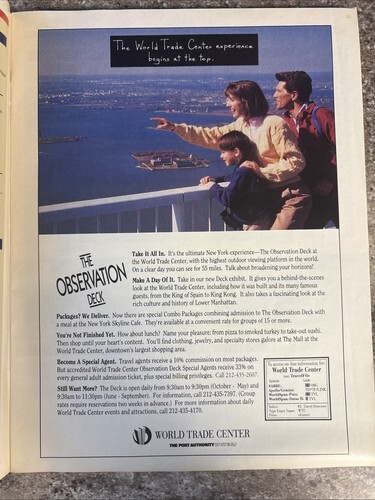 The World Trade Center experience
begins at the top.
THE
OBSERVATION
DECK
Take It All In. It's the ultimate New York experience—The Observation Deck at
the World Trade Center, with the highest outdoor viewing platform in the world.
On a clear day you can see for 55 miles. Talk about broadening your horizons!
Make A Day Of It. Take in our new Deck exhibit. It gives you a behind-the-scenes
look at the World Trade Center, including how it was built and its many famous
guests, from the King of Spain to King Kong. It also takes a fascinating look at the
rich culture and history of Lower Manhattan.
Packages? We Deliver. Now there are special Combo Packages combining admission to The Observation Deck with
a meal at the New York Skyline Cafe. They're available at a convenient rate for groups of 15 or more.
You're Not Finished Yet. How about lunch? Name your pleasure: from pizza to smoked turkey to take-out sushi.
Then shop until your heart's content. You'll find clothing, jewelry, and specialty stores galore at The Mall at the
World Trade Center, downtown's largest shopping area.
Become A Special Agent. Travel agents receive a 10% commission on most packages.
But accredited World Trade Center Observation Deck Special Agents receive 33% on
every general adult admission ticket, plus special billing privileges. Call 212-435-2687.
Still Want More? The Deck is open daily from 9:30am to 9:30pm (October - May) and
9:30am to 11:30pm (June - September). For information, call 212-435-7397. (Group
rates require reservations two weeks in advance.) For more information about daily
World Trade Center events and attractions, call 212-435-4170.
World Trade Center
WORLD TRADE CENTER
THE PORT AUTHORITY